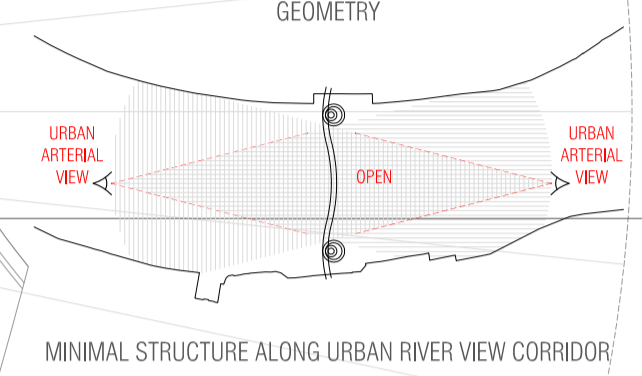 GEOMETRY
URBAN
ARTERIAL
VIEW
OPEN
URBAN
ARTERIAL
VIEW
MINIMAL STRUCTURE ALONG URBAN RIVER VIEW CORRIDOR